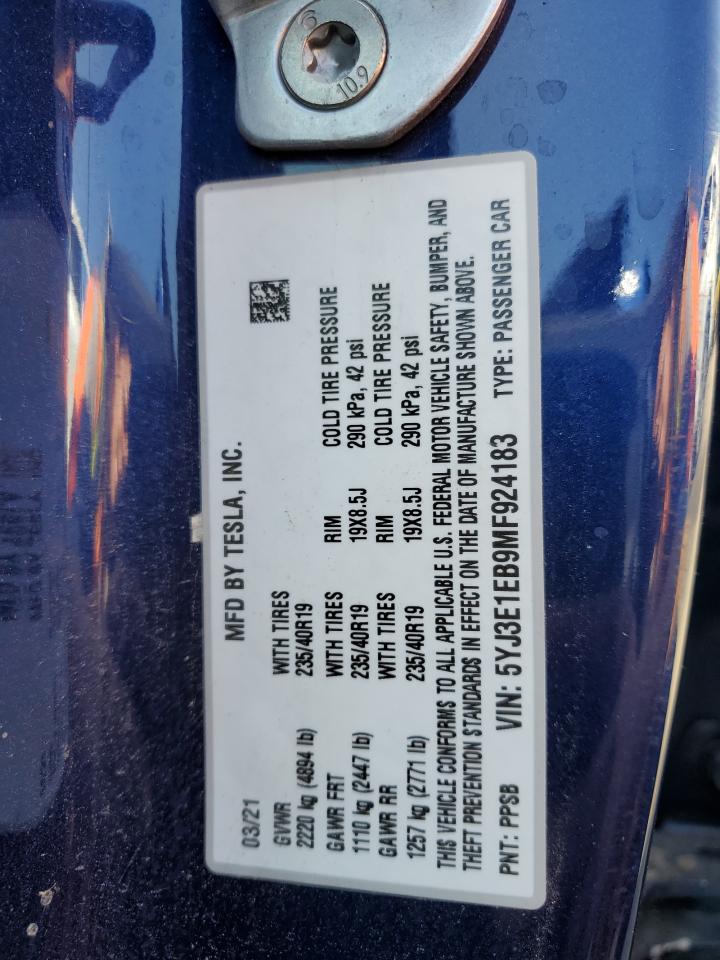 6
10.9
03/21 MFD BY TESLA, INC.
GVWR WITH TIRES
2220 kg (4894 lb) 235/40R19
GAWR FRT WITH TIRES RIM COLD TIRE PRESSURE
1110 kg (2447 lb) 235/40R19 19X8.5J 290 kPa, 42 psi
GAWR RR WITH TIRES RIM COLD TIRE PRESSURE
1257 kg (2771 lb) 235/40R19 19X8.5J 290 kPa, 42 psi
THIS VEHICLE CONFORMS TO ALL APPLICABLE U.S. FEDERAL MOTOR VEHICLE SAFETY, BUMPER, AND
THEFT PREVENTION STANDARDS IN EFFECT ON THE DATE OF MANUFACTURE SHOWN ABOVE.
PNT: PPSB VIN: 5YJ3E1EB9MF924183 TYPE: PASSENGER CAR